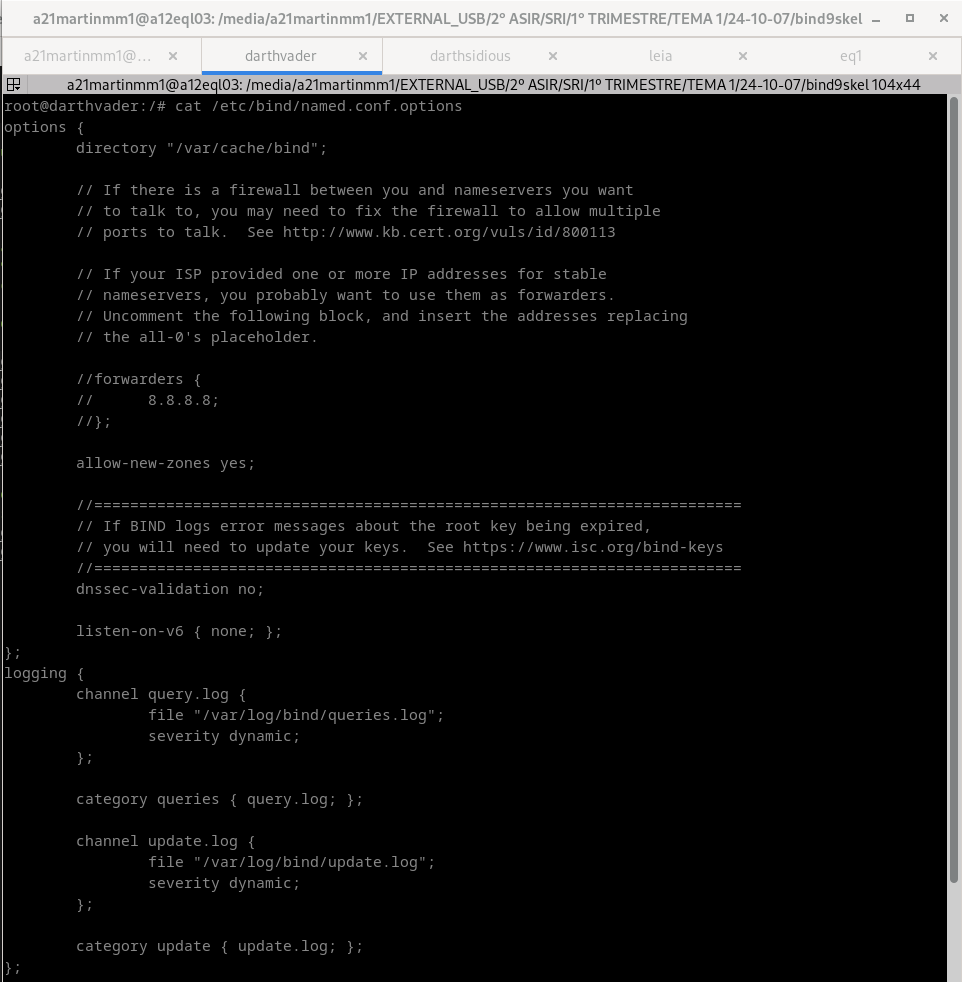 a21martinmm1@a12eql03: /media/a21martinmm1/EXTERNAL_USB/2º ASIR/SRI/1º TRIMESTRE/TEMA 1/24-10-07/bind9skel
a21martinmm1@... darthvader darthsidious leia eq1
a21martinmm1@a12eql03: /media/a21martinmm1/EXTERNAL_USB/2º ASIR/SRI/1º TRIMESTRE/TEMA 1/24-10-07/bind9skel 104x44
root@darthvader:/# cat /etc/bind/named.conf.options
options {
        directory "/var/cache/bind";

        // If there is a firewall between you and nameservers you want
        // to talk to, you may need to fix the firewall to allow multiple
        // ports to talk.  See http://www.kb.cert.org/vuls/id/800113

        // If your ISP provided one or more IP addresses for stable
        // nameservers, you probably want to use them as forwarders.
        // Uncomment the following block, and insert the addresses replacing
        // the all-0's placeholder.

        //forwarders {
        //      8.8.8.8;
        //};

        allow-new-zones yes;

        //========================================================================
        // If BIND logs error messages about the root key being expired,
        // you will need to update your keys.  See https://www.isc.org/bind-keys
        //========================================================================
        dnssec-validation no;

        listen-on-v6 { none; };
};
logging {
        channel query.log {
                file "/var/log/bind/queries.log";
                severity dynamic;
        };

        category queries { query.log; };

        channel update.log {
                file "/var/log/bind/update.log";
                severity dynamic;
        };

        category update { update.log; };
};